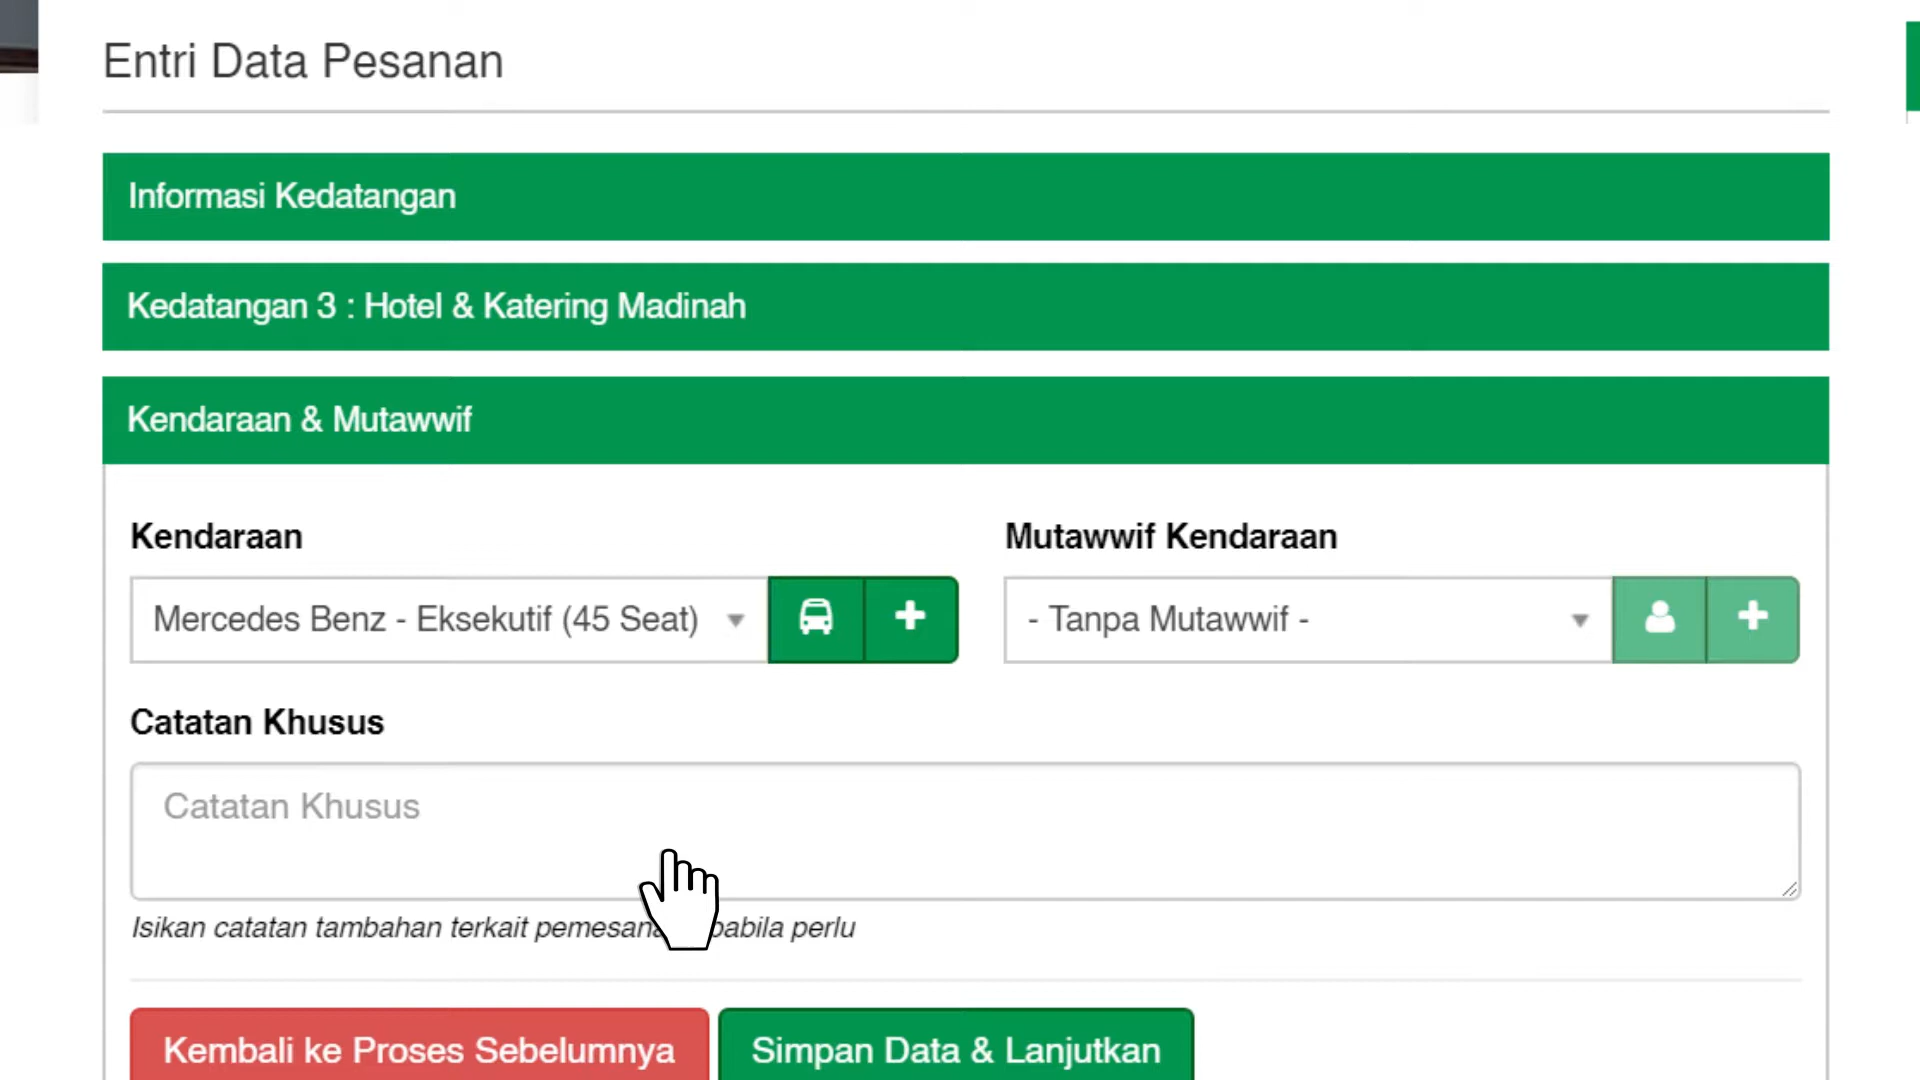 Entri Data Pesanan
Informasi Kedatangan
Kedatangan 3 : Hotel & Katering Madinah
Kendaraan & Mutawwif
Kendaraan
Mutawwif Kendaraan
Mercedes Benz - Eksekutif (45 Seat)
- Tanpa Mutawwif -
Catatan Khusus
Catatan Khusus
Isikan catatan tambahan terkait perlu
Kembali ke Proses Sebelumnya
Simpan Data & Lanjutkan